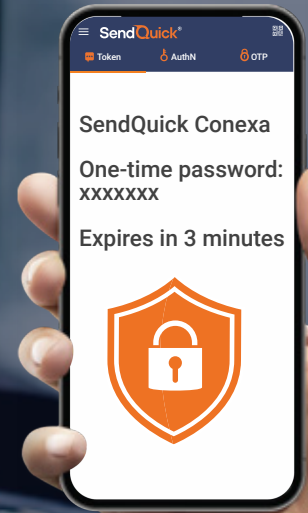 SendQuick®
Token AuthN OTP
SendQuick Conexa
One-time password:
xxxxxxx
Expires in 3 minutes